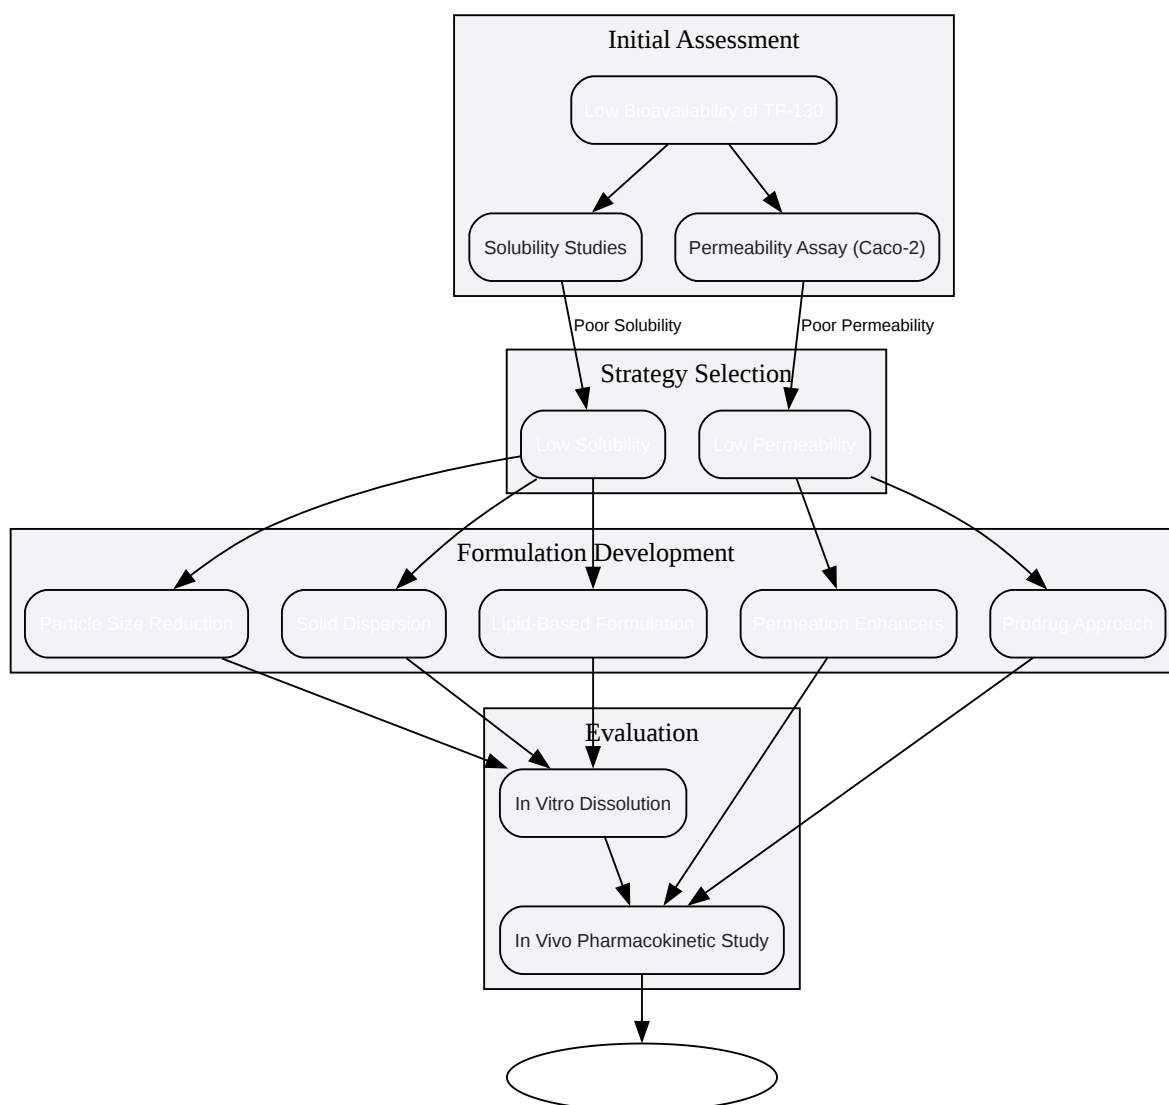 Initial Assessment
Low Bioavailability of TF-130
Solubility Studies
Permeability Assay (Caco-2)
Poor Solubility
Poor Permeability
Strategy Selection
Low Solubility
Low Permeability
Formulation Development
Particle Size Reduction
Solid Dispersion
Lipid-Based Formulation
Permeation Enhancers
Prodrug Approach
Evaluation
In Vitro Dissolution
In Vivo Pharmacokinetic Study